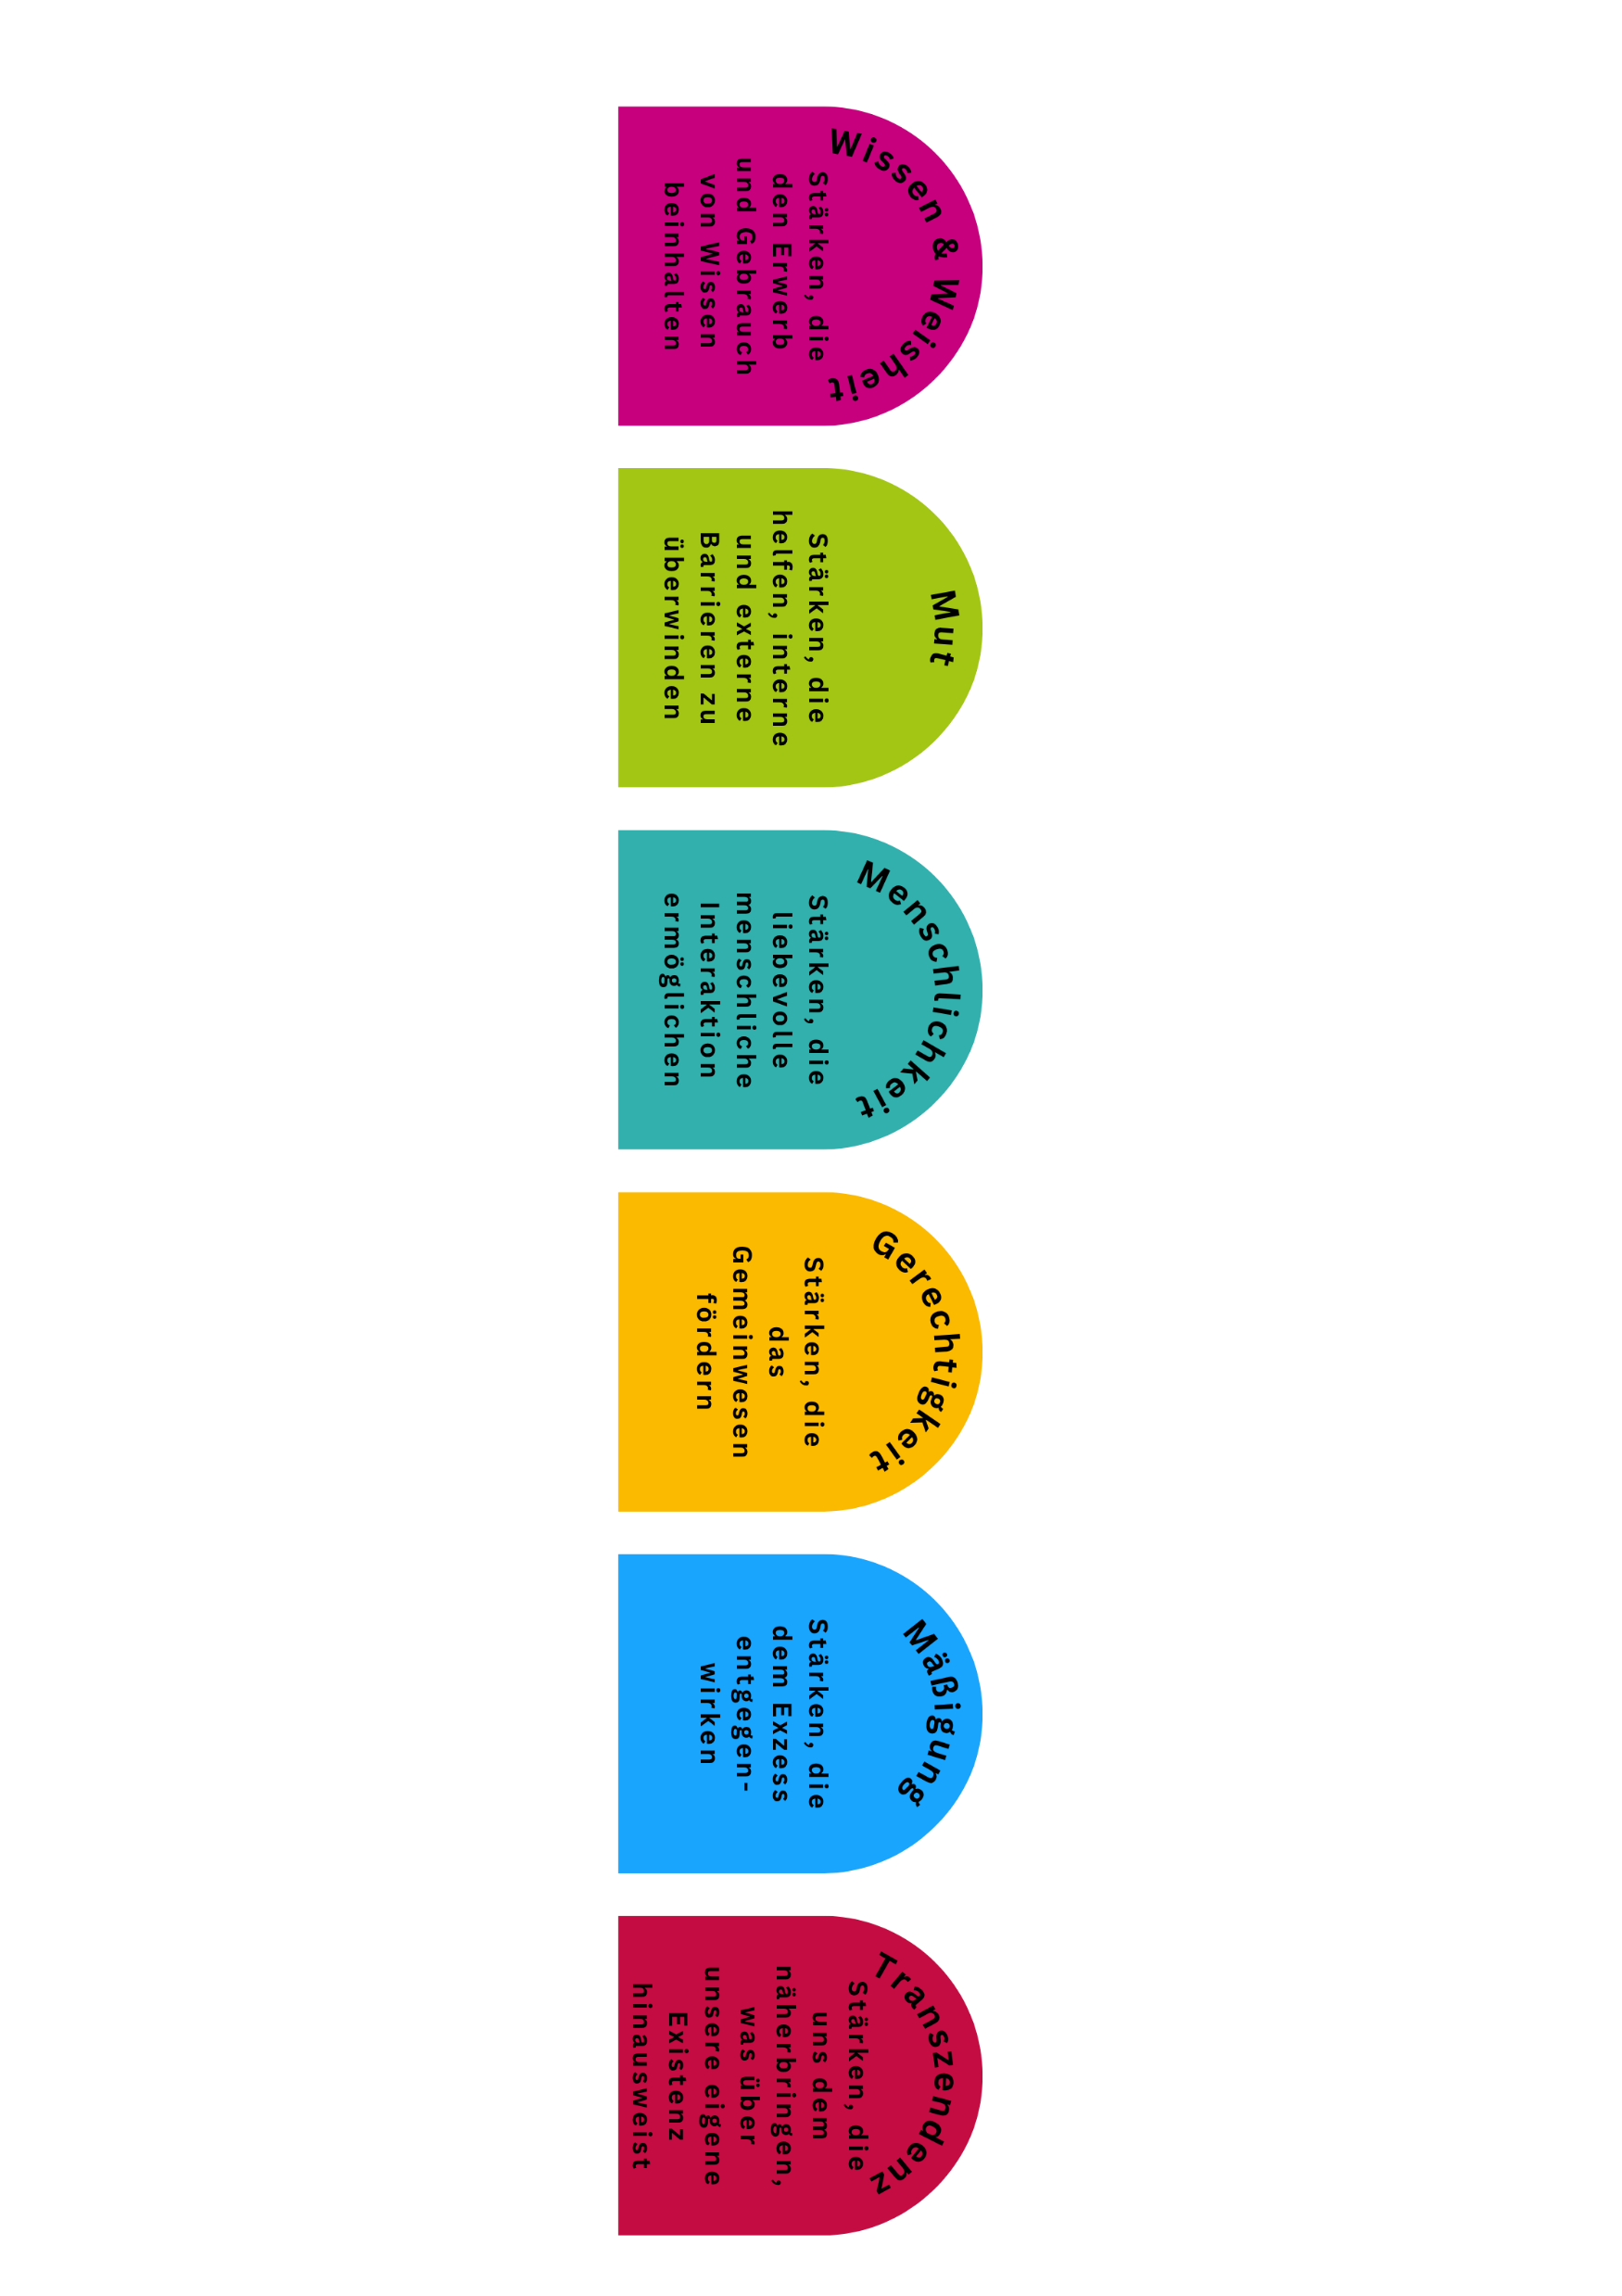 Wissen & Weisheit
Stärken, die
den Erwerb
und Gebrauch
von Wissen
beinhalten
Mut
Stärken, die
helfen, interne
und externe
Barrieren zu
überwinden
Menschlichkeit
Stärken, die
liebevolle
menschliche
Interaktion
ermöglichen
Gerechtigkeit
Stärken, die
das
Gemeinwesen
fördern
Mäßigung
Stärken, die
dem Exzess
entgegen-
wirken
Transzendenz
Stärken, die
uns dem
näherbringen,
was über
unsere eigene
Existenz
hinausweist